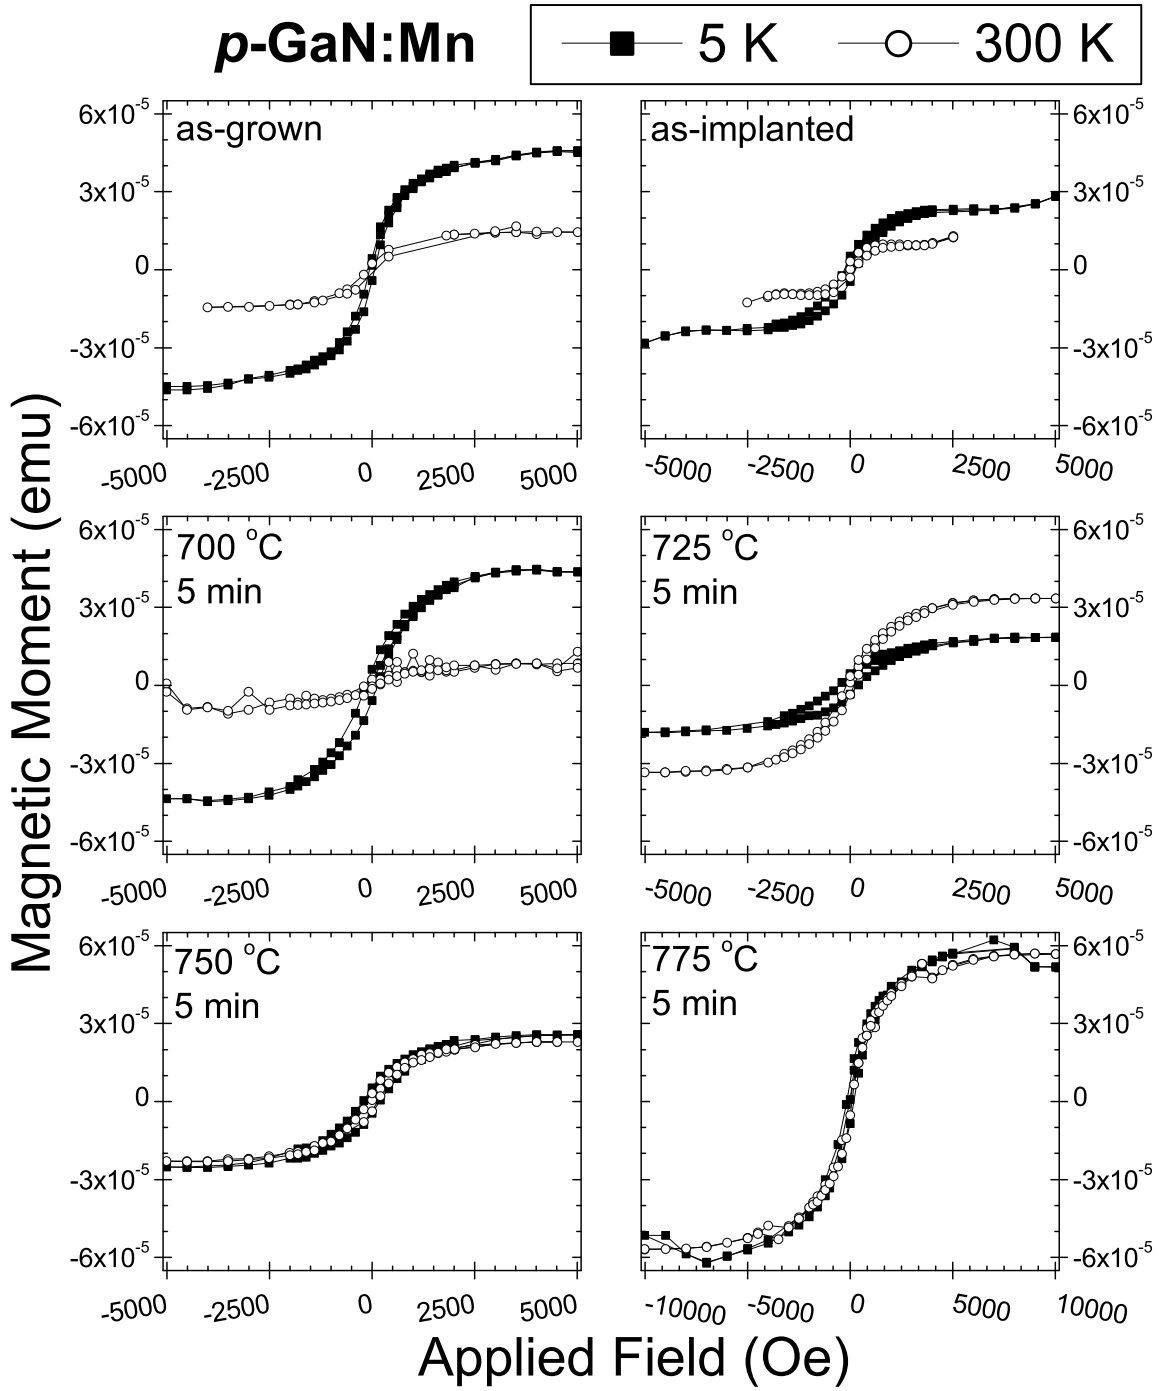 p-GaN:Mn
5 K 300 K
Magnetic Moment (emu)
as-grown
6x10⁻⁵
3x10⁻⁵
0
-3x10⁻⁵
-6x10⁻⁵
-5000 -2500 0 2500 5000
as-implanted
6x10⁻⁵
3x10⁻⁵
0
-3x10⁻⁵
-6x10⁻⁵
-5000 -2500 0 2500 5000
700 °C
5 min
6x10⁻⁵
3x10⁻⁵
0
-3x10⁻⁵
-6x10⁻⁵
-5000 -2500 0 2500 5000
725 °C
5 min
6x10⁻⁵
3x10⁻⁵
0
-3x10⁻⁵
-6x10⁻⁵
-5000 -2500 0 2500 5000
750 °C
5 min
6x10⁻⁵
3x10⁻⁵
0
-3x10⁻⁵
-6x10⁻⁵
-5000 -2500 0 2500 5000
775 °C
5 min
6x10⁻⁵
3x10⁻⁵
0
-3x10⁻⁵
-6x10⁻⁵
-10000 -5000 0 5000 10000
Applied Field (Oe)